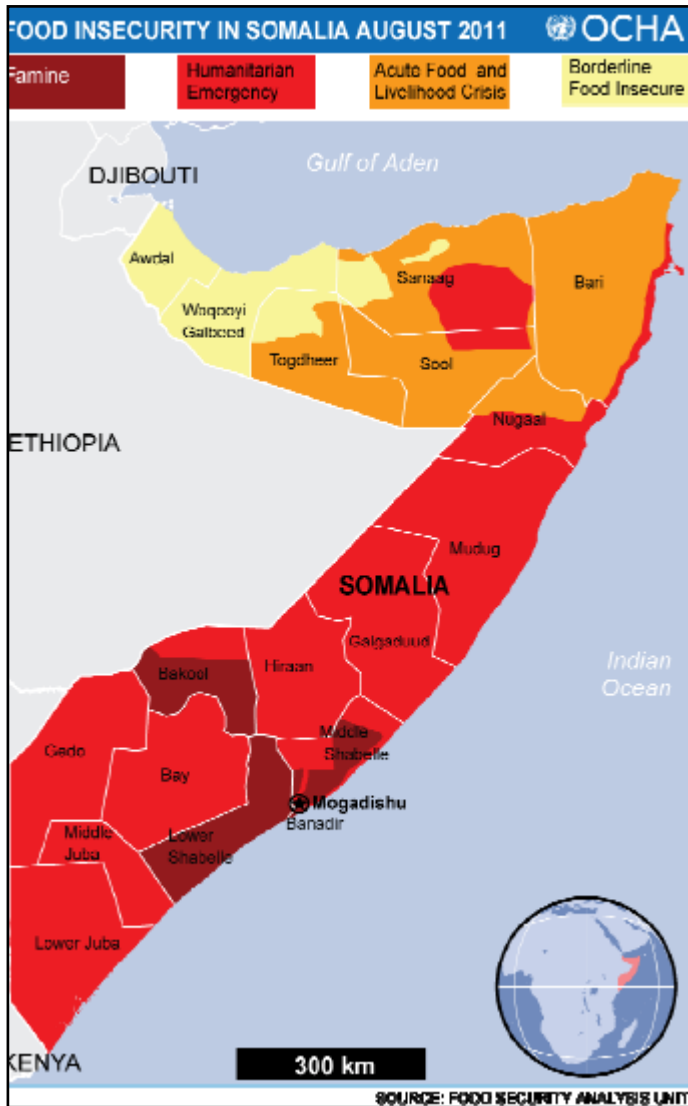 FOOD INSECURITY IN SOMALIA AUGUST 2011
OCHA
Famine
Humanitarian
Emergency
Acute Food and
Livelihood Crisis
Borderline
Food Insecure
Gulf of Aden
DJIBOUTI
Awdal
Woqooyi
Galbeed
Togdheer
Sanaag
Sool
Bari
Nugaal
ETHIOPIA
Mudug
SOMALIA
Galgaduud
Hiraan
Indian
Ocean
Bakool
Gedo
Bay
Middle
Shabelle
Mogadishu
Banadir
Middle
Juba
Lower
Shabelle
Lower Juba
KENYA
300 km
SOURCE: FOOD SECURITY ANALYSIS UNIT